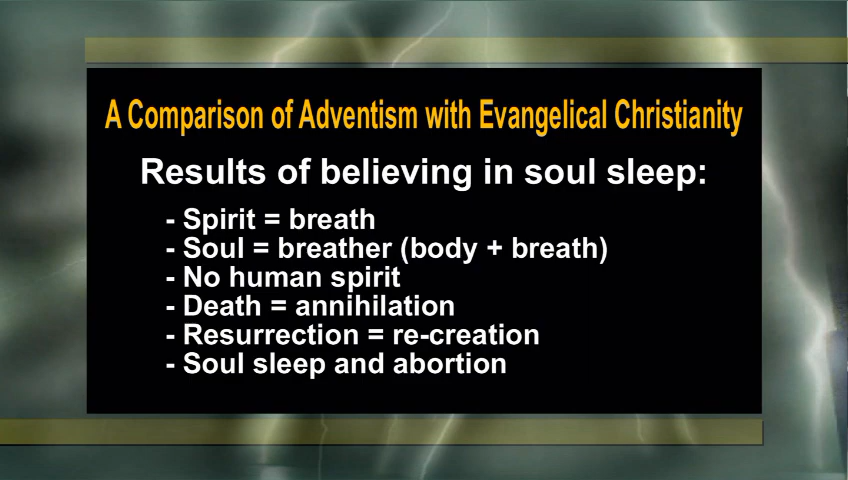 A Comparison of Adventism with Evangelical Christianity
Results of believing in soul sleep:
- Spirit = breath
- Soul = breather (body + breath)
- No human spirit
- Death = annihilation
- Resurrection = re-creation
- Soul sleep and abortion